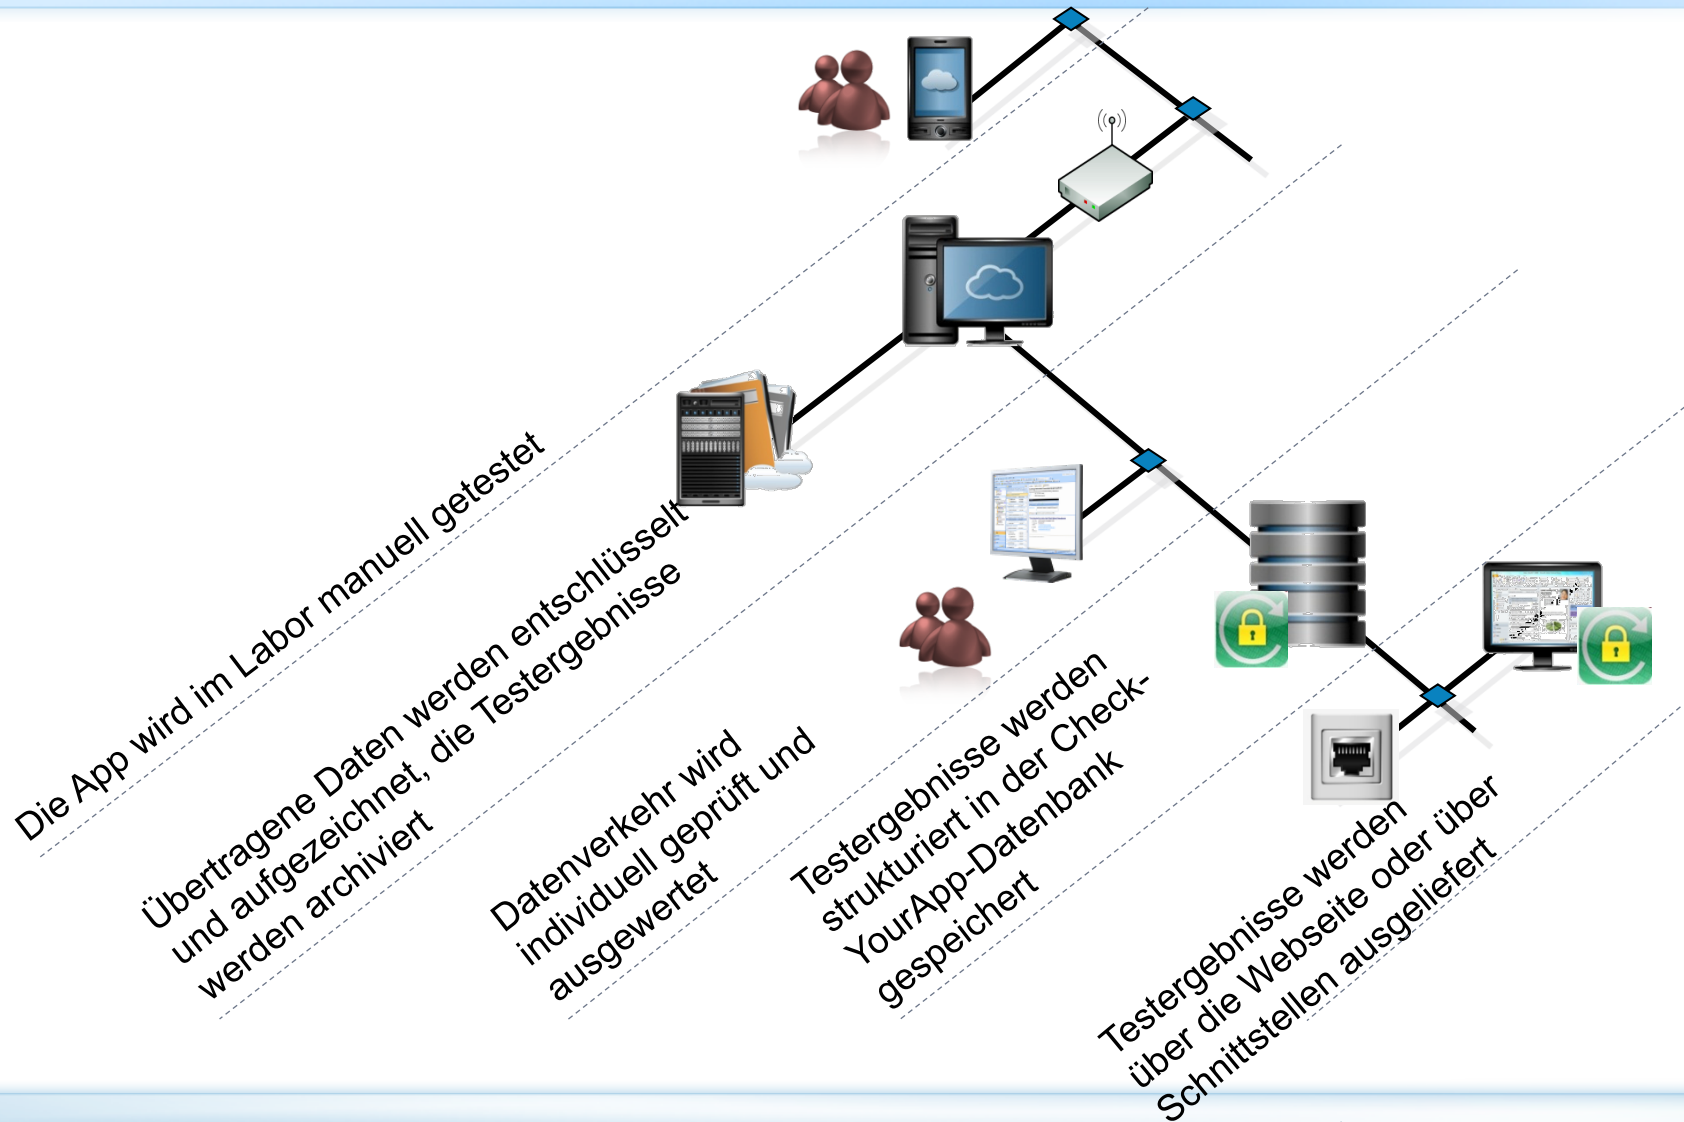 Die App wird im Labor manuell getestet
Übertragene Daten werden entschlüsselt
und aufgezeichnet, die Testergebnisse
werden archiviert
Datenverkehr wird
individuell geprüft und
ausgewertet
Testergebnisse werden
strukturiert in der Check-
YourApp-Datenbank
gespeichert
Testergebnisse werden
über die Webseite oder über
Schnittstellen ausgeliefert